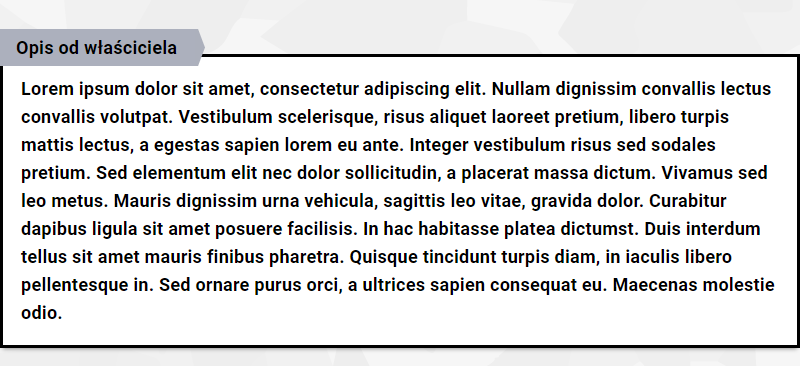 Opis od właściciela
Lorem ipsum dolor sit amet, consectetur adipiscing elit. Nullam dignissim convallis lectus
convallis volutpat. Vestibulum scelerisque, risus aliquet laoreet pretium, libero turpis
mattis lectus, a egestas sapien lorem eu ante. Integer vestibulum risus sed sodales
pretium. Sed elementum elit nec dolor sollicitudin, a placerat massa dictum. Vivamus sed
leo metus. Mauris dignissim urna vehicula, sagittis leo vitae, gravida dolor. Curabitur
dapibus ligula sit amet posuere facilisis. In hac habitasse platea dictumst. Duis interdum
tellus sit amet mauris finibus pharetra. Quisque tincidunt turpis diam, in iaculis libero
pellentesque in. Sed ornare purus orci, a ultrices sapien consequat eu. Maecenas molestie
odio.